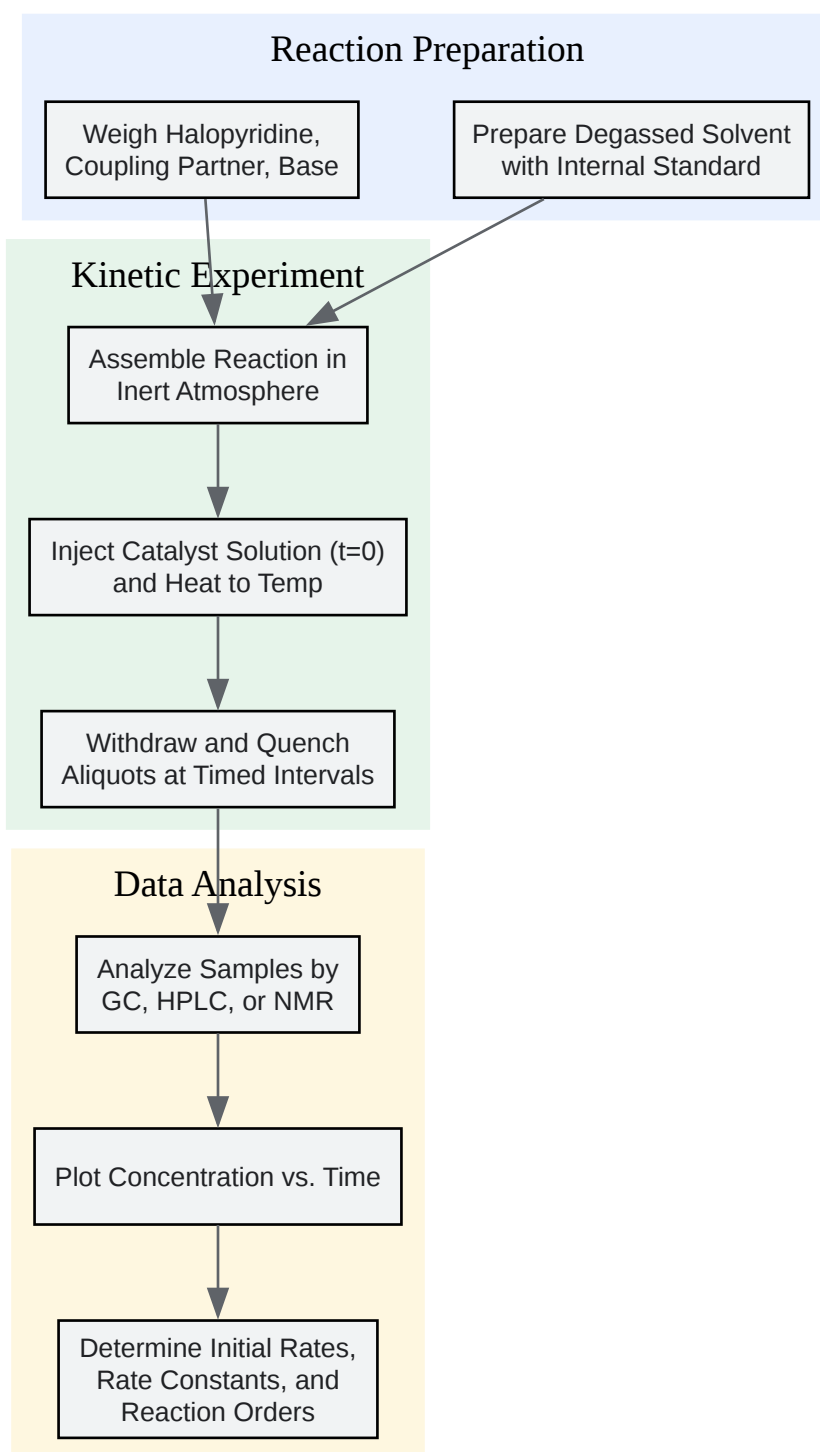 Reaction Preparation
Weigh Halopyridine,
Coupling Partner, Base
Prepare Degassed Solvent
with Internal Standard
Kinetic Experiment
Assemble Reaction in
Inert Atmosphere
Inject Catalyst Solution (t=0)
and Heat to Temp
Withdraw and Quench
Aliquots at Timed Intervals
Data Analysis
Analyze Samples by
GC, HPLC, or NMR
Plot Concentration vs. Time
Determine Initial Rates,
Rate Constants, and
Reaction Orders